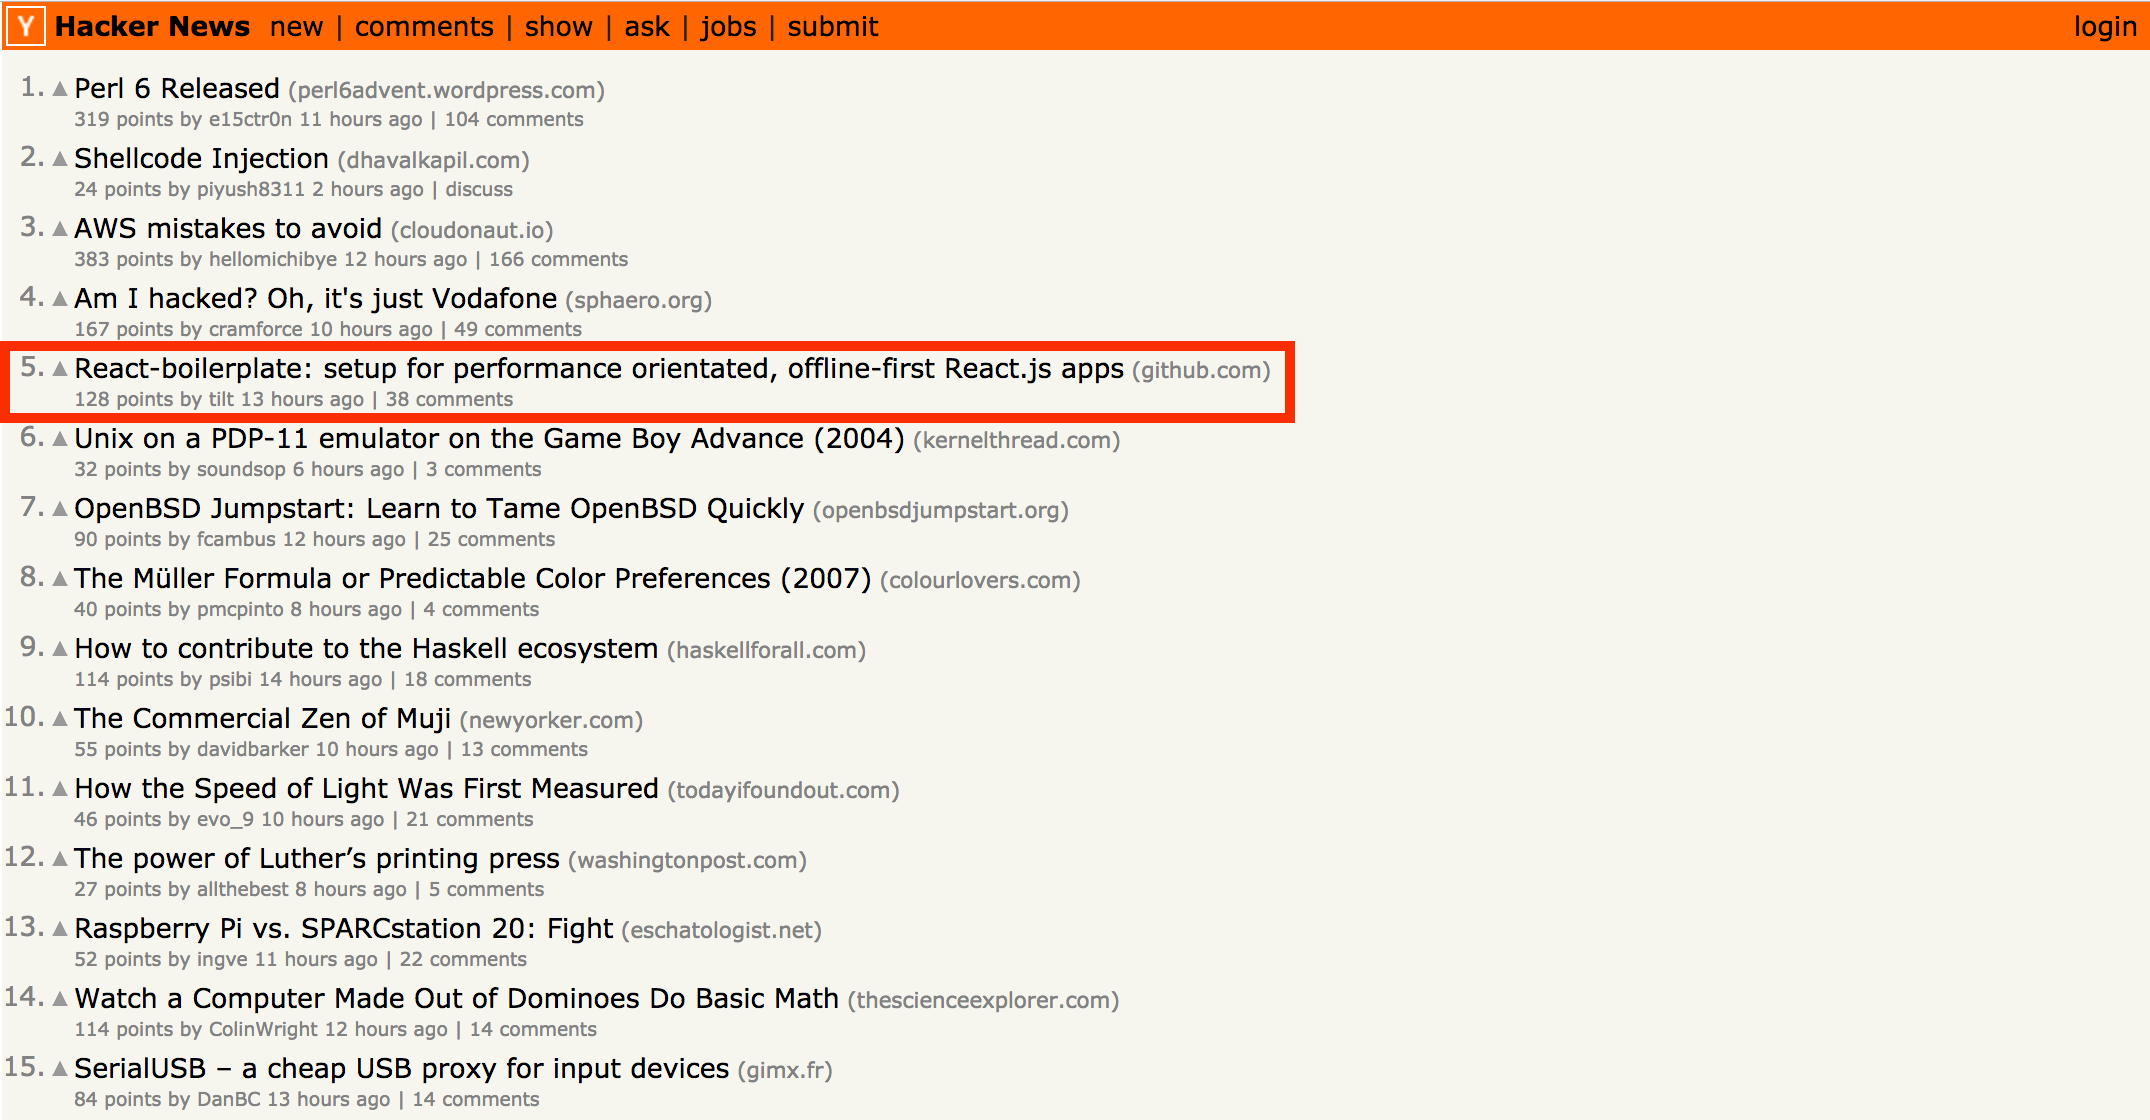 Y Hacker News new | comments | show | ask | jobs | submit login
1. ▲ Perl 6 Released (perl6advent.wordpress.com)
319 points by e15ctr0n 11 hours ago | 104 comments
2. ▲ Shellcode Injection (dhavalkapil.com)
24 points by piyush8311 2 hours ago | discuss
3. ▲ AWS mistakes to avoid (cloudonaut.io)
383 points by hellomichibye 12 hours ago | 166 comments
4. ▲ Am I hacked? Oh, it's just Vodafone (sphaero.org)
167 points by cramforce 10 hours ago | 49 comments
5. ▲ React-boilerplate: setup for performance orientated, offline-first React.js apps (github.com)
128 points by tilt 13 hours ago | 38 comments
6. ▲ Unix on a PDP-11 emulator on the Game Boy Advance (2004) (kernelthread.com)
32 points by soundsop 6 hours ago | 3 comments
7. ▲ OpenBSD Jumpstart: Learn to Tame OpenBSD Quickly (openbsdjumpstart.org)
90 points by fcambus 12 hours ago | 25 comments
8. ▲ The Müller Formula or Predictable Color Preferences (2007) (colourlovers.com)
40 points by pmcpinto 8 hours ago | 4 comments
9. ▲ How to contribute to the Haskell ecosystem (haskellforall.com)
114 points by psibi 14 hours ago | 18 comments
10. ▲ The Commercial Zen of Muji (newyorker.com)
55 points by davidbarker 10 hours ago | 13 comments
11. ▲ How the Speed of Light Was First Measured (todayifoundout.com)
46 points by evo_9 10 hours ago | 21 comments
12. ▲ The power of Luther’s printing press (washingtonpost.com)
27 points by allthebest 8 hours ago | 5 comments
13. ▲ Raspberry Pi vs. SPARCstation 20: Fight (eschatologist.net)
52 points by ingve 11 hours ago | 22 comments
14. ▲ Watch a Computer Made Out of Dominoes Do Basic Math (thescienceexplorer.com)
114 points by ColinWright 12 hours ago | 14 comments
15. ▲ SerialUSB – a cheap USB proxy for input devices (gimx.fr)
84 points by DanBC 13 hours ago | 14 comments